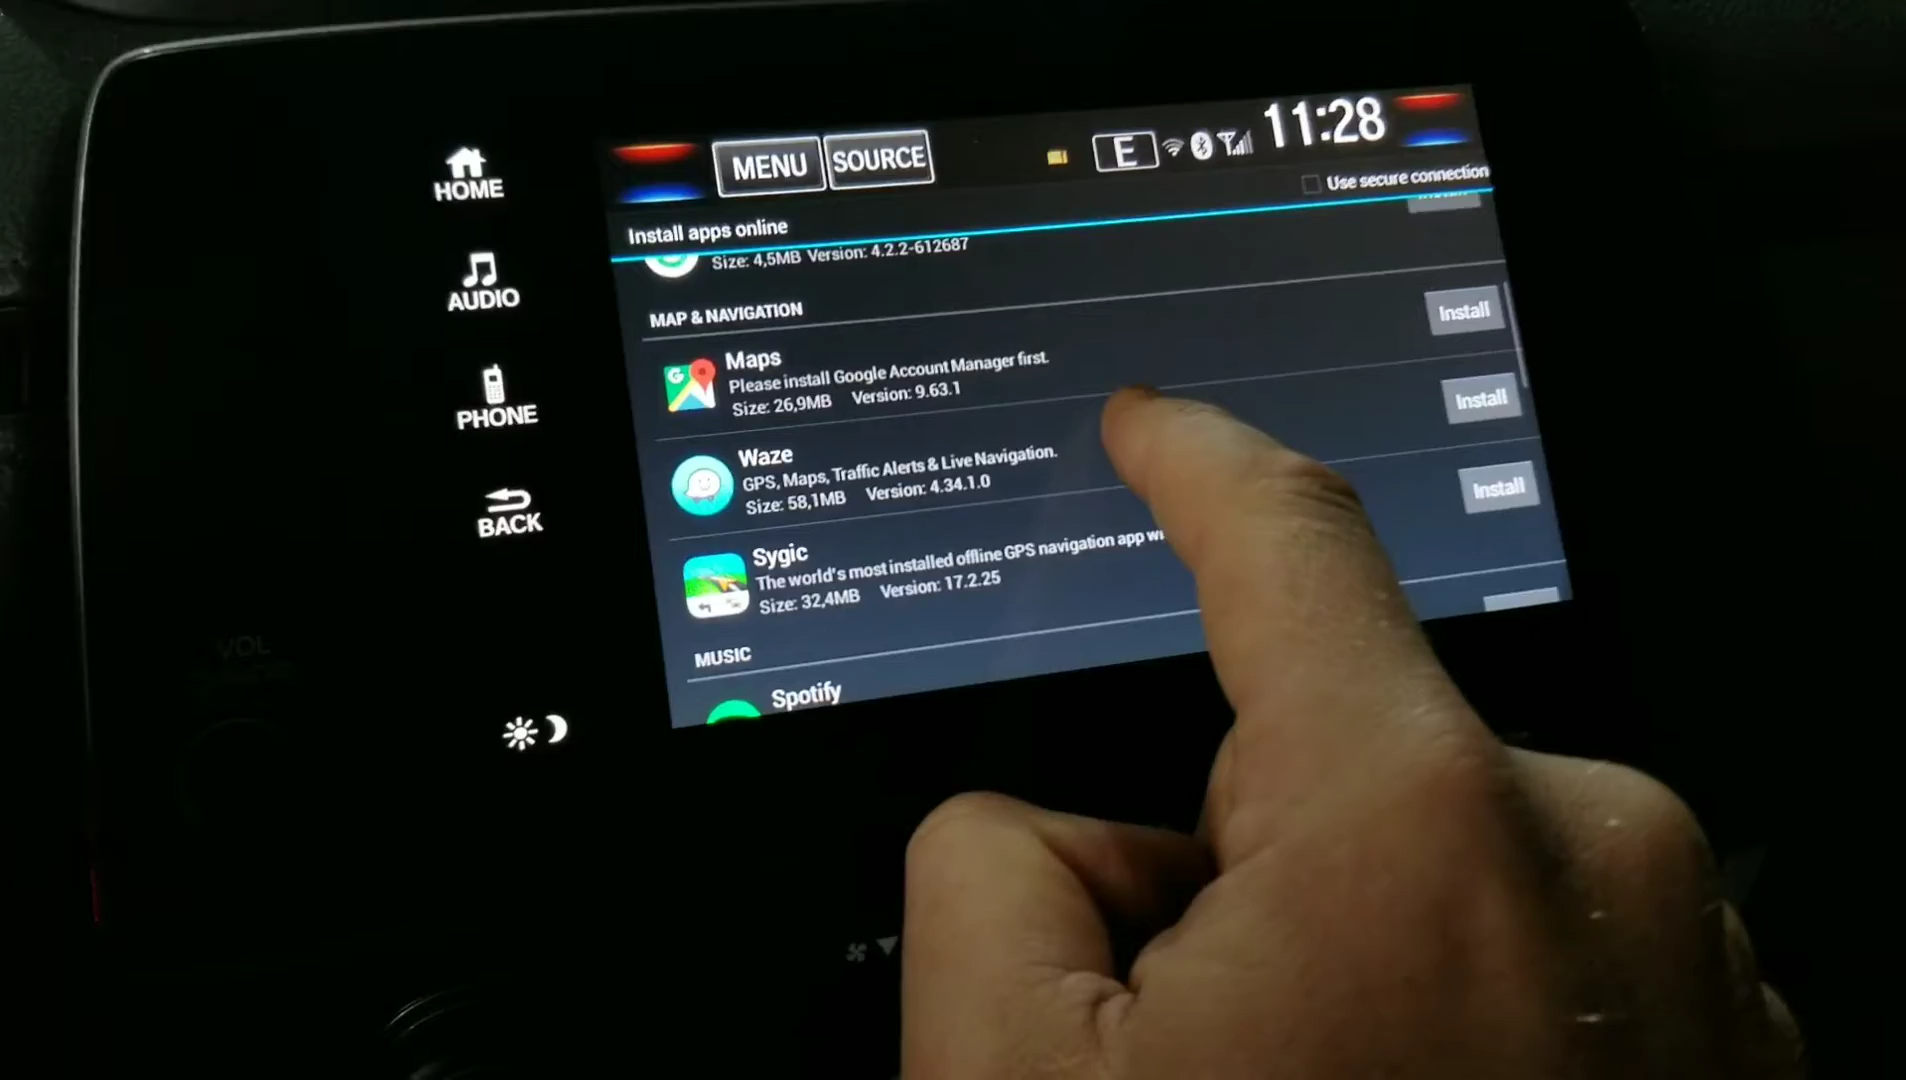 HOME
AUDIO
PHONE
BACK
VOL
MENU
SOURCE
E
11:28
Use secure connection
Install apps online
Size: 4,5MB Version: 4.2.2-612687
MAP & NAVIGATION
Install
Maps
Please install Google Account Manager first.
Size: 26,9MB Version: 9.63.1
Install
Waze
GPS, Maps, Traffic Alerts & Live Navigation.
Size: 58,1MB Version: 4.34.1.0
Install
Sygic
The world's most installed offline GPS navigation app
Size: 32,4MB Version: 17.2.25
MUSIC
Spotify